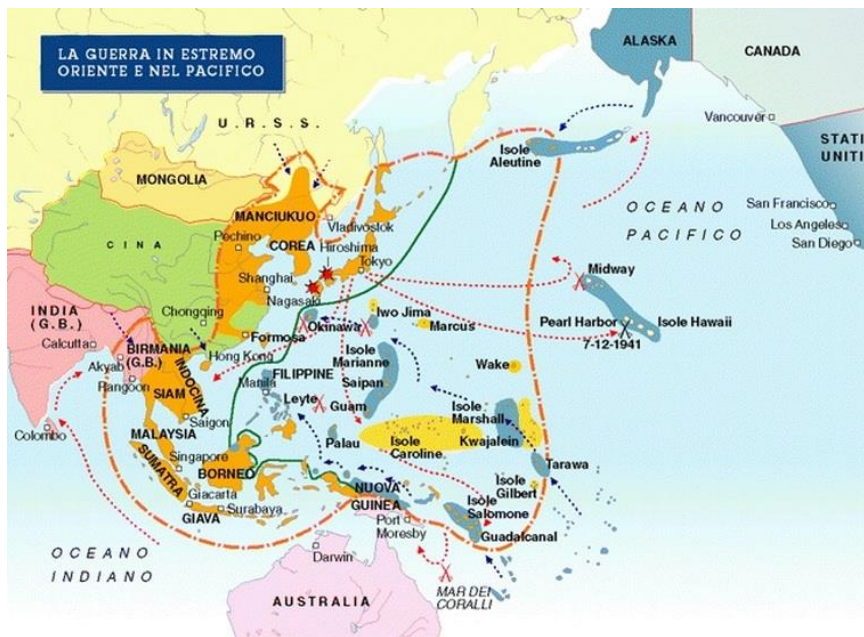 LA GUERRA IN ESTREMO
ORIENTE E NEL PACIFICO
ALASKA
CANADA
Vancouver
STATI
UNITI
U.R.S.S.
Isole
Aleutine
MONGOLIA
OCEANO
PACIFICO
San Francisco
Los Angeles
San Diego
MANCIUKUO
Vladivostok
CINA
Pechino
COREA
Hiroshima
Tokyo
Midway
Shanghai
Nagasaki
INDIA
(G.B.)
Chongqing
Okinawa
Iwo Jima
Marcus
Pearl Harbor
7-12-1941
Isole Hawaii
Calcutta
BIRMANIA
(G.B.)
Formosa
Hong Kong
Isole
Marianne
Akyab
Rangoon
INDOCINA
FILIPPINE
Manila
Saipan
Wake
SIAM
Leyte
Guam
Isole
Marshall
Saigon
Colombo
MALAYSIA
Palau
Isole
Caroline
Kwajalein
Singapore
BORNEO
Tarawa
SUMATRA
NUOVA
GUINEA
Isole
Gilbert
Giacarta
Surabaya
GIAVA
Isole
Salomone
Port
Moresby
Guadalcanal
OCEANO
INDIANO
Darwin
MAR DEI
CORALLI
AUSTRALIA